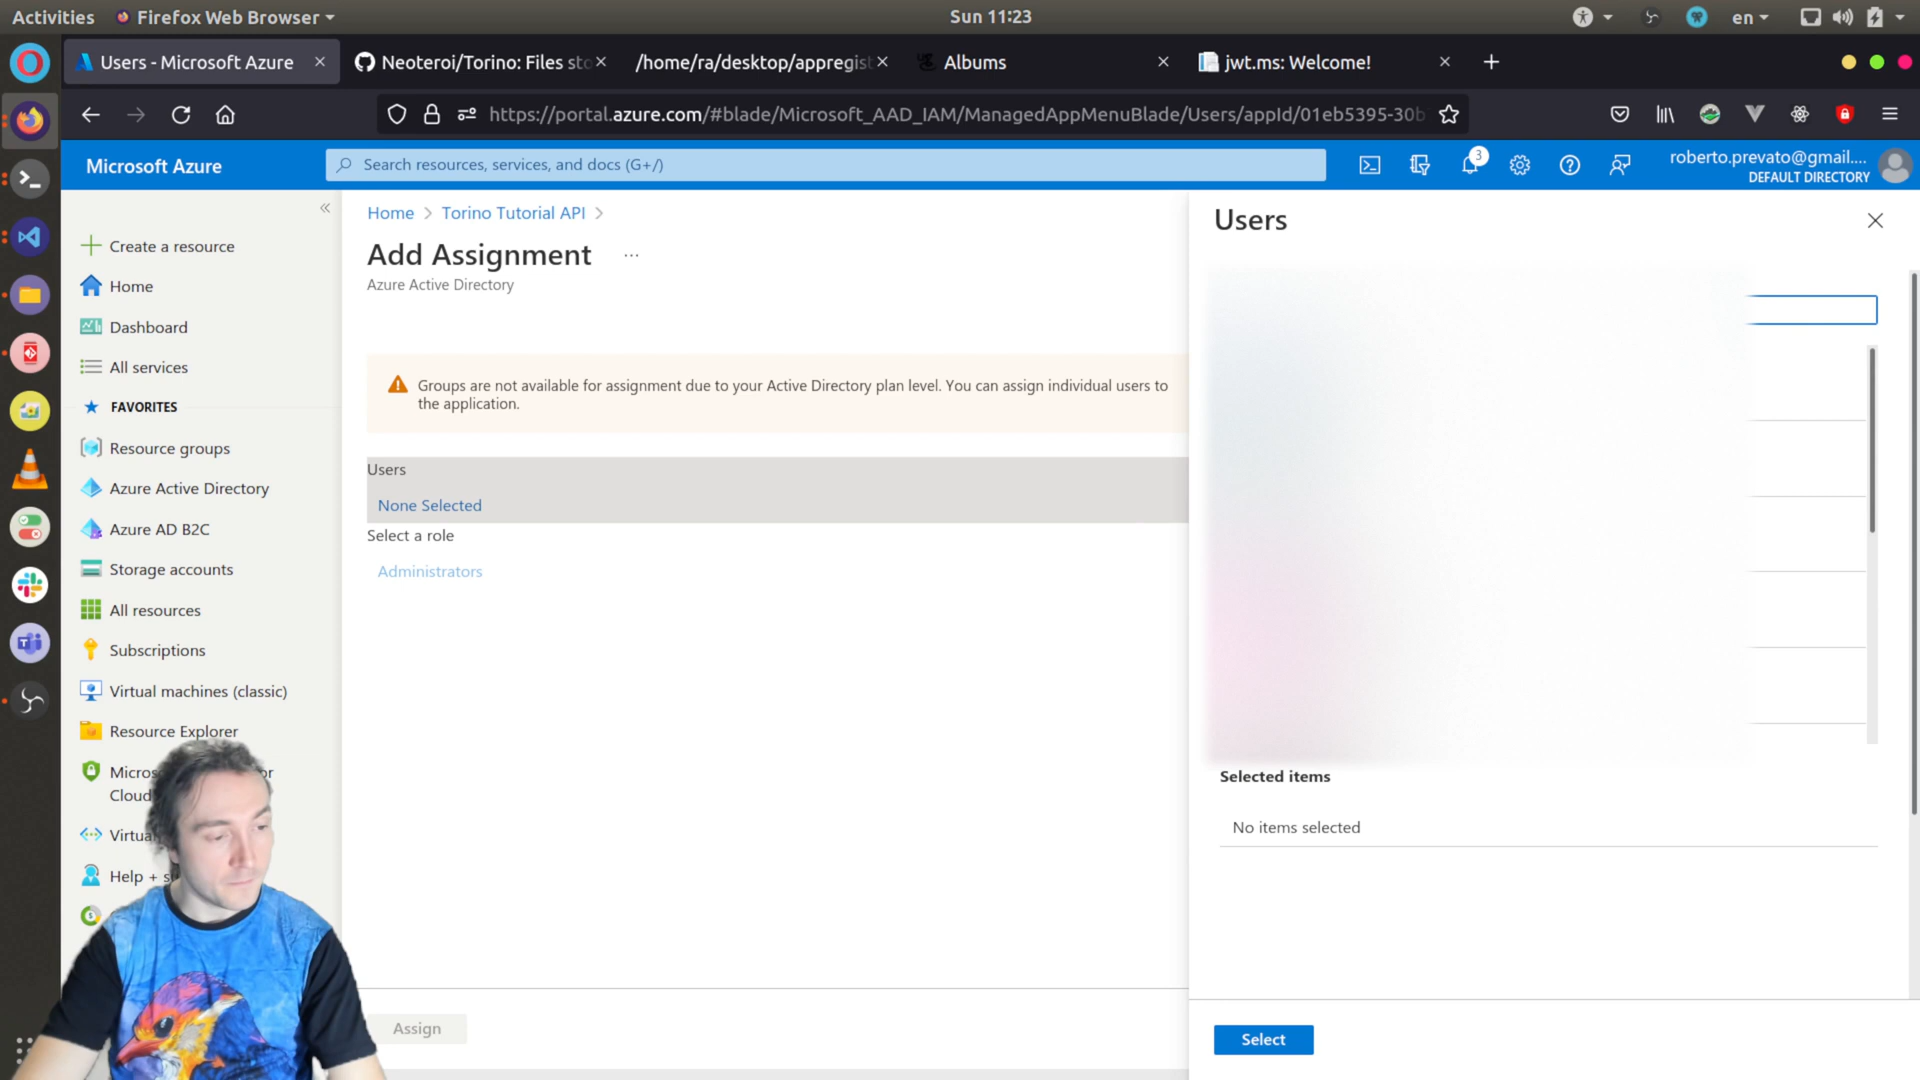 Activities
Firefox Web Browser
Sun 11:23
en
Users - Microsoft Azure
Neoteroi/Torino: Files sto
/home/ra/desktop/appregist
Albums
jwt.ms: Welcome!
https://portal.azure.com/#blade/Microsoft_AAD_IAM/ManagedAppMenuBlade/Users/appId/01eb5395-30b
Microsoft Azure
Search resources, services, and docs (G+/)
3
roberto.prevato@gmail....
DEFAULT DIRECTORY
Create a resource
Home
Dashboard
All services
FAVORITES
Resource groups
Azure Active Directory
Azure AD B2C
Storage accounts
All resources
Subscriptions
Virtual machines (classic)
Resource Explorer
Home > Torino Tutorial API >
Add Assignment ...
Azure Active Directory
Groups are not available for assignment due to your Active Directory plan level. You can assign individual users to
the application.
Users
None Selected
Select a role
Administrators
Assign
Users
Selected items
No items selected
Select